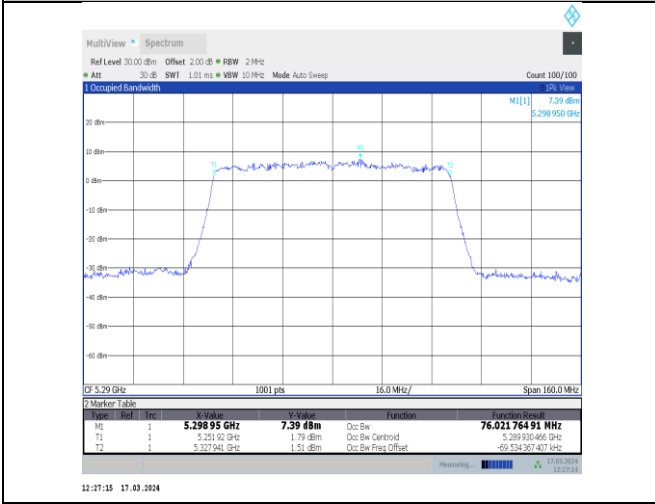 MultiView Spectrum
Ref Level 30.00 dBm Offset 2.00 dB RBW 2 MHz
Att 30 dB SWT 1.01 ms VBW 10 MHz Mode Auto Sweep Count 100/100
1 Occupied Bandwidth 1Pk View
M1[1] 7.39 dBm
5.298 950 GHz
20 dBm
M1
10 dBm
T1 T2
0 dBm
-10 dBm
-20 dBm
-30 dBm
-40 dBm
-50 dBm
-60 dBm
CF 5.29 GHz 1001 pts 16.0 MHz/ Span 160.0 MHz
2 Marker Table
Type Ref Trc X-Value Y-Value Function Function Result
M1 1 5.298 95 GHz 7.39 dBm Occ Bw 76.021 764 91 MHz
T1 1 5.251 92 GHz 1.79 dBm Occ Bw Centroid 5.289 930 466 GHz
T2 1 5.327 941 GHz 1.51 dBm Occ Bw Freq Offset -69.534 367 407 kHz
Measuring... 17.03.2024
12:27:14
12:27:15 17.03.2024